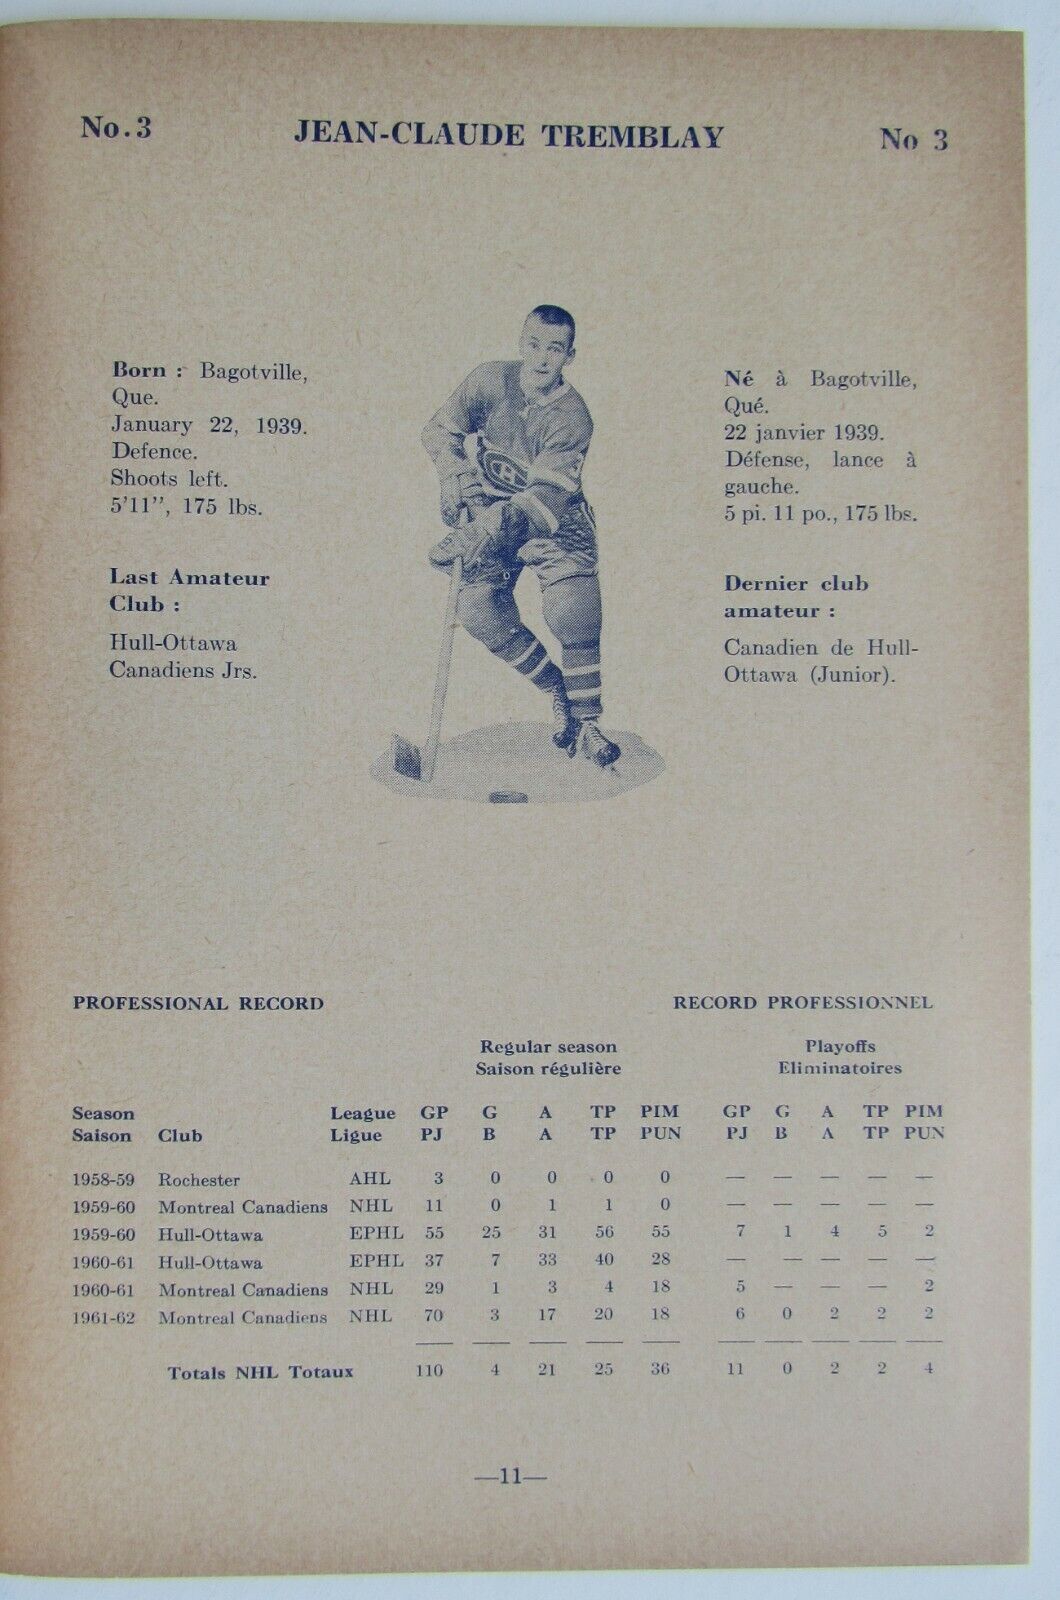 No.3 JEAN-CLAUDE TREMBLAY No 3
Born : Bagotville,
Que.
January 22, 1939.
Defence.
Shoots left.
5'11'', 175 lbs.
Last Amateur
Club :
Hull-Ottawa
Canadiens Jrs.
Né à Bagotville,
Qué.
22 janvier 1939.
Défense, lance à
gauche.
5 pi. 11 po., 175 lbs.
Dernier club
amateur :
Canadien de Hull-
Ottawa (Junior).
PROFESSIONAL RECORD RECORD PROFESSIONNEL
Regular season Playoffs
Saison régulière Eliminatoires
Season League GP G A TP PIM GP G A TP PIM
Saison Club Ligue PJ B A TP PUN PJ B A TP PUN
1958-59 Rochester AHL 3 0 0 0 0 — — — — —
1959-60 Montreal Canadiens NHL 11 0 1 1 0 — — — — —
1959-60 Hull-Ottawa EPHL 55 25 31 56 55 7 1 4 5 2
1960-61 Hull-Ottawa EPHL 37 7 33 40 28 — — — — —
1960-61 Montreal Canadiens NHL 29 1 3 4 18 5 — — — 2
1961-62 Montreal Canadiens NHL 70 3 17 20 18 6 0 2 2 2
Totals NHL Totaux 110 4 21 25 36 11 0 2 2 4
—11—